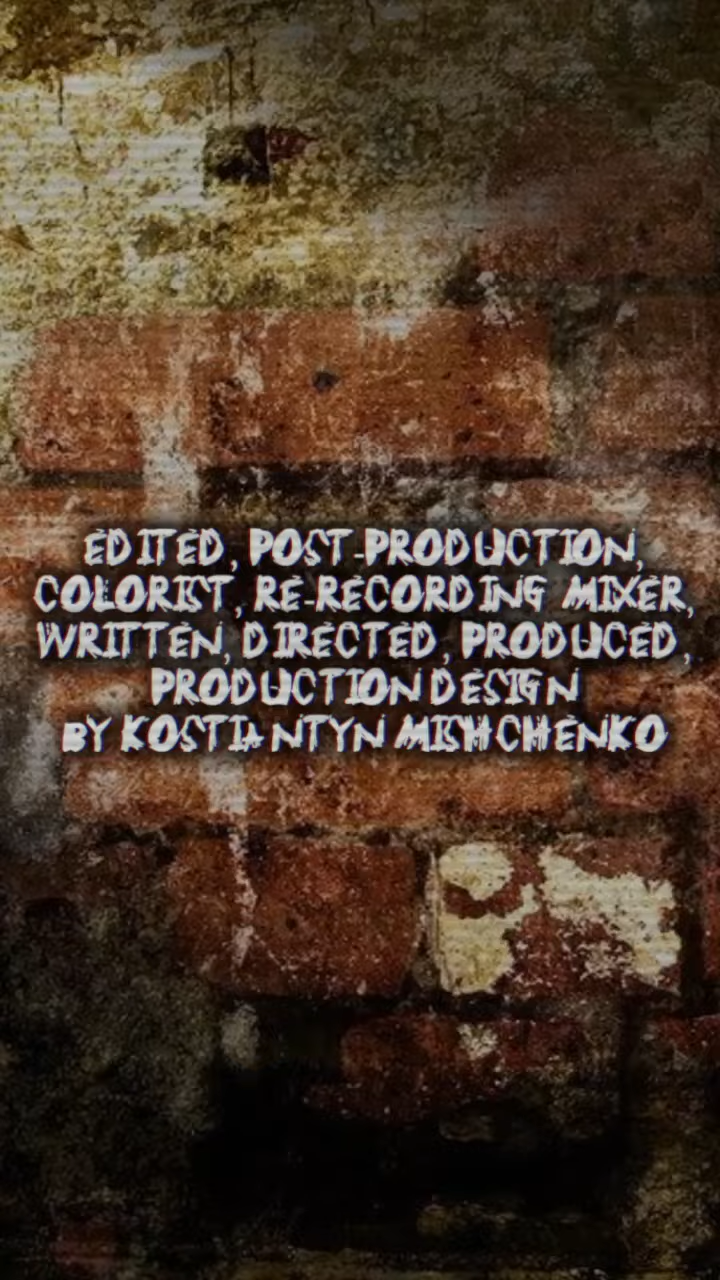 EDITED, POST-PRODUCTION,
COLORIST, RE-RECORDING MIXER,
WRITTEN, DIRECTED, PRODUCED,
PRODUCTION DESIGN
BY KOSTIANTYN MISHCHENKO